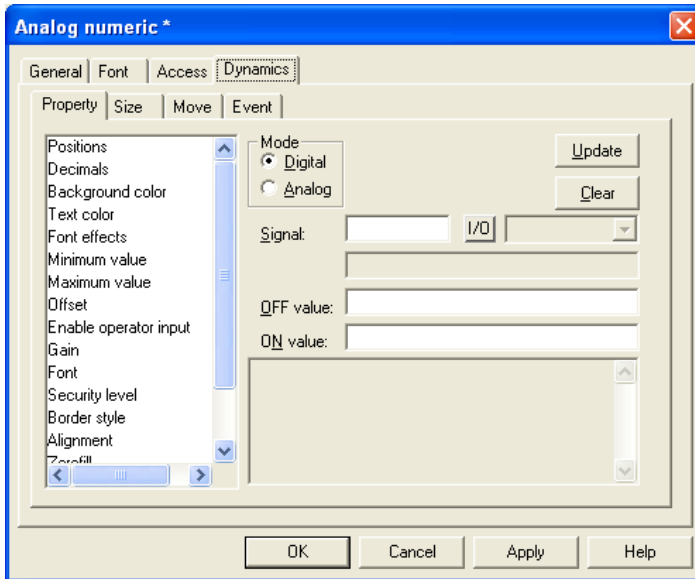 Analog numeric *
General Font Access Dynamics
Property Size Move Event
Positions
Decimals
Background color
Text color
Font effects
Minimum value
Maximum value
Offset
Enable operator input
Gain
Font
Security level
Border style
Alignment
Zerofill
Mode
Digital
Analog
Update
Clear
Signal: I/O
OFF value:
ON value:
OK Cancel Apply Help